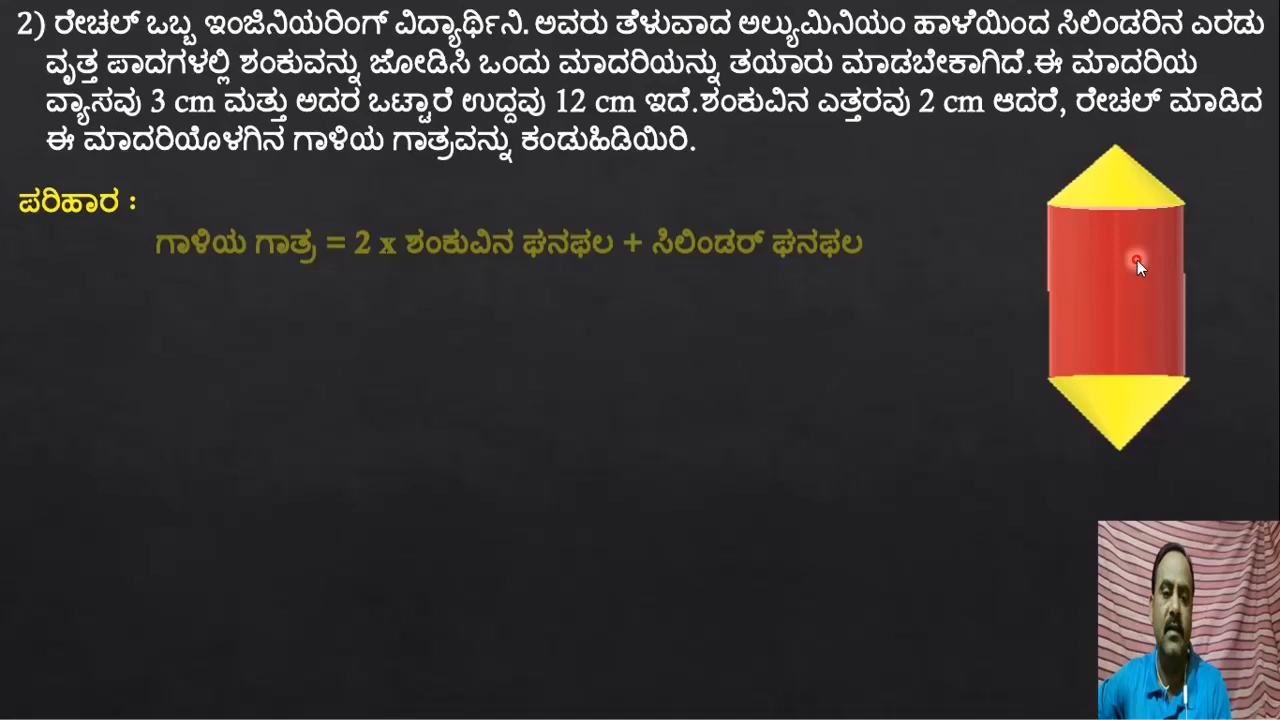 2) ರೇಚಲ್ ಒಬ್ಬ ಇಂಜಿನಿಯರಿಂಗ್ ವಿದ್ಯಾರ್ಥಿನಿ. ಅವರು ತೆಳುವಾದ ಅಲ್ಯುಮಿನಿಯಂ ಹಾಳೆಯಿಂದ ಸಿಲಿಂಡರಿನ ಎರಡು
ವೃತ್ತ ಪಾದಗಳಲ್ಲಿ ಶಂಕುವನ್ನು ಜೋಡಿಸಿ ಒಂದು ಮಾದರಿಯನ್ನು ತಯಾರು ಮಾಡಬೇಕಾಗಿದೆ.ಈ ಮಾದರಿಯ
ವ್ಯಾಸವು 3 cm ಮತ್ತು ಅದರ ಒಟ್ಟಾರೆ ಉದ್ದವು 12 cm ಇದೆ.ಶಂಕುವಿನ ಎತ್ತರವು 2 cm ಆದರೆ, ರೇಚಲ್ ಮಾಡಿದ
ಈ ಮಾದರಿಯೊಳಗಿನ ಗಾಳಿಯ ಗಾತ್ರವನ್ನು ಕಂಡುಹಿಡಿಯಿರಿ.
ಪರಿಹಾರ :
ಗಾಳಿಯ ಗಾತ್ರ = 2 x ಶಂಕುವಿನ ಘನಫಲ + ಸಿಲಿಂಡರ್ ಘನಫಲ